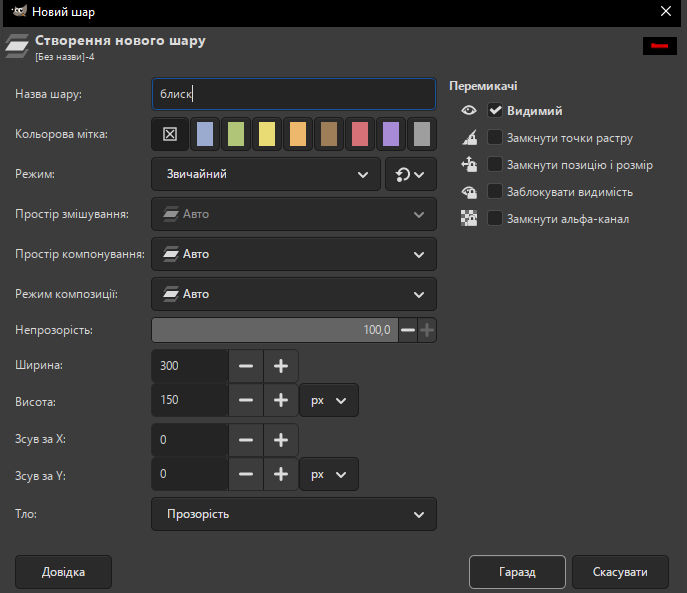 Новий шар
Створення нового шару
[Без назви]-4
Назва шару:
блиск
Кольорова мітка:
Режим:
Звичайний
Простір змішування:
Авто
Простір компонування:
Авто
Режим композиції:
Авто
Непрозорість:
100,0
Ширина:
300
Висота:
150
px
Зсув за X:
0
Зсув за Y:
0
px
Тло:
Прозорість
Перемикачі
Видимий
Замкнути точки растру
Замкнути позицію і розмір
Заблокувати видимість
Замкнути альфа-канал
Довідка
Гаразд
Скасувати